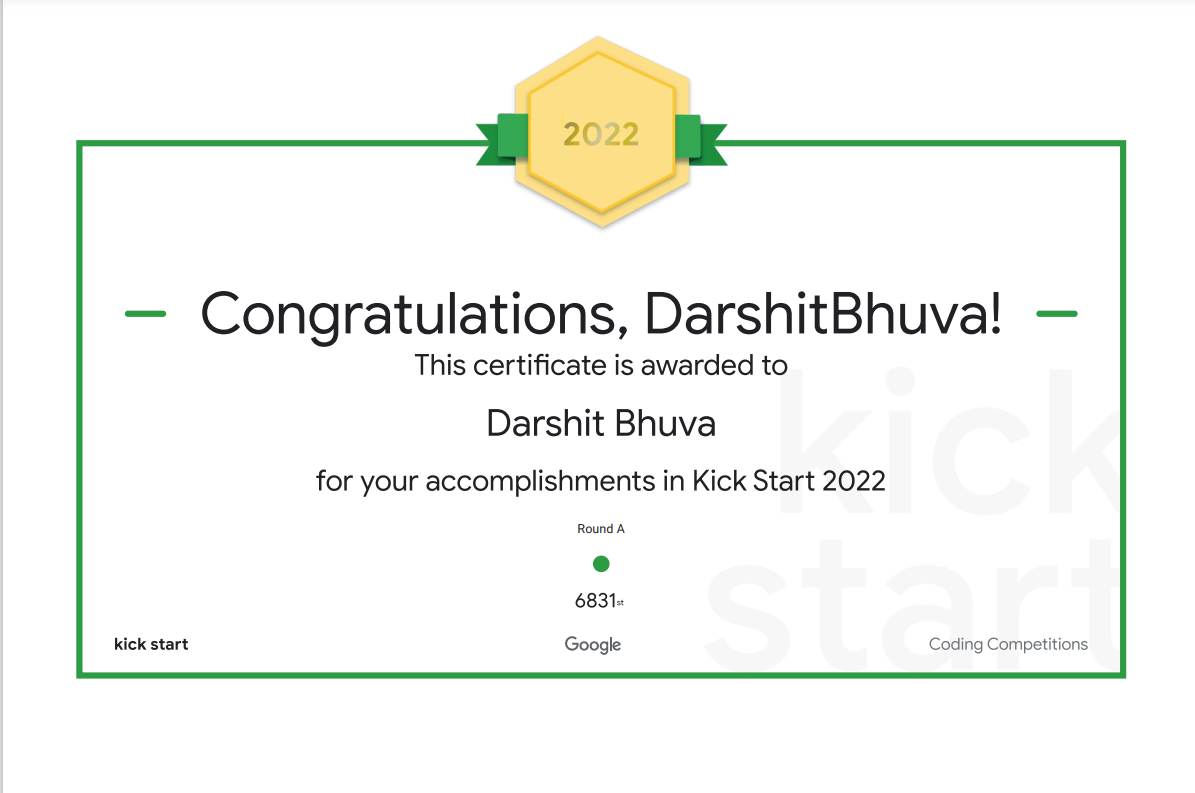 2022
Congratulations, DarshitBhuva!
This certificate is awarded to
Darshit Bhuva
for your accomplishments in Kick Start 2022
Round A
6831st
kick start
Google
Coding Competitions
kick
start